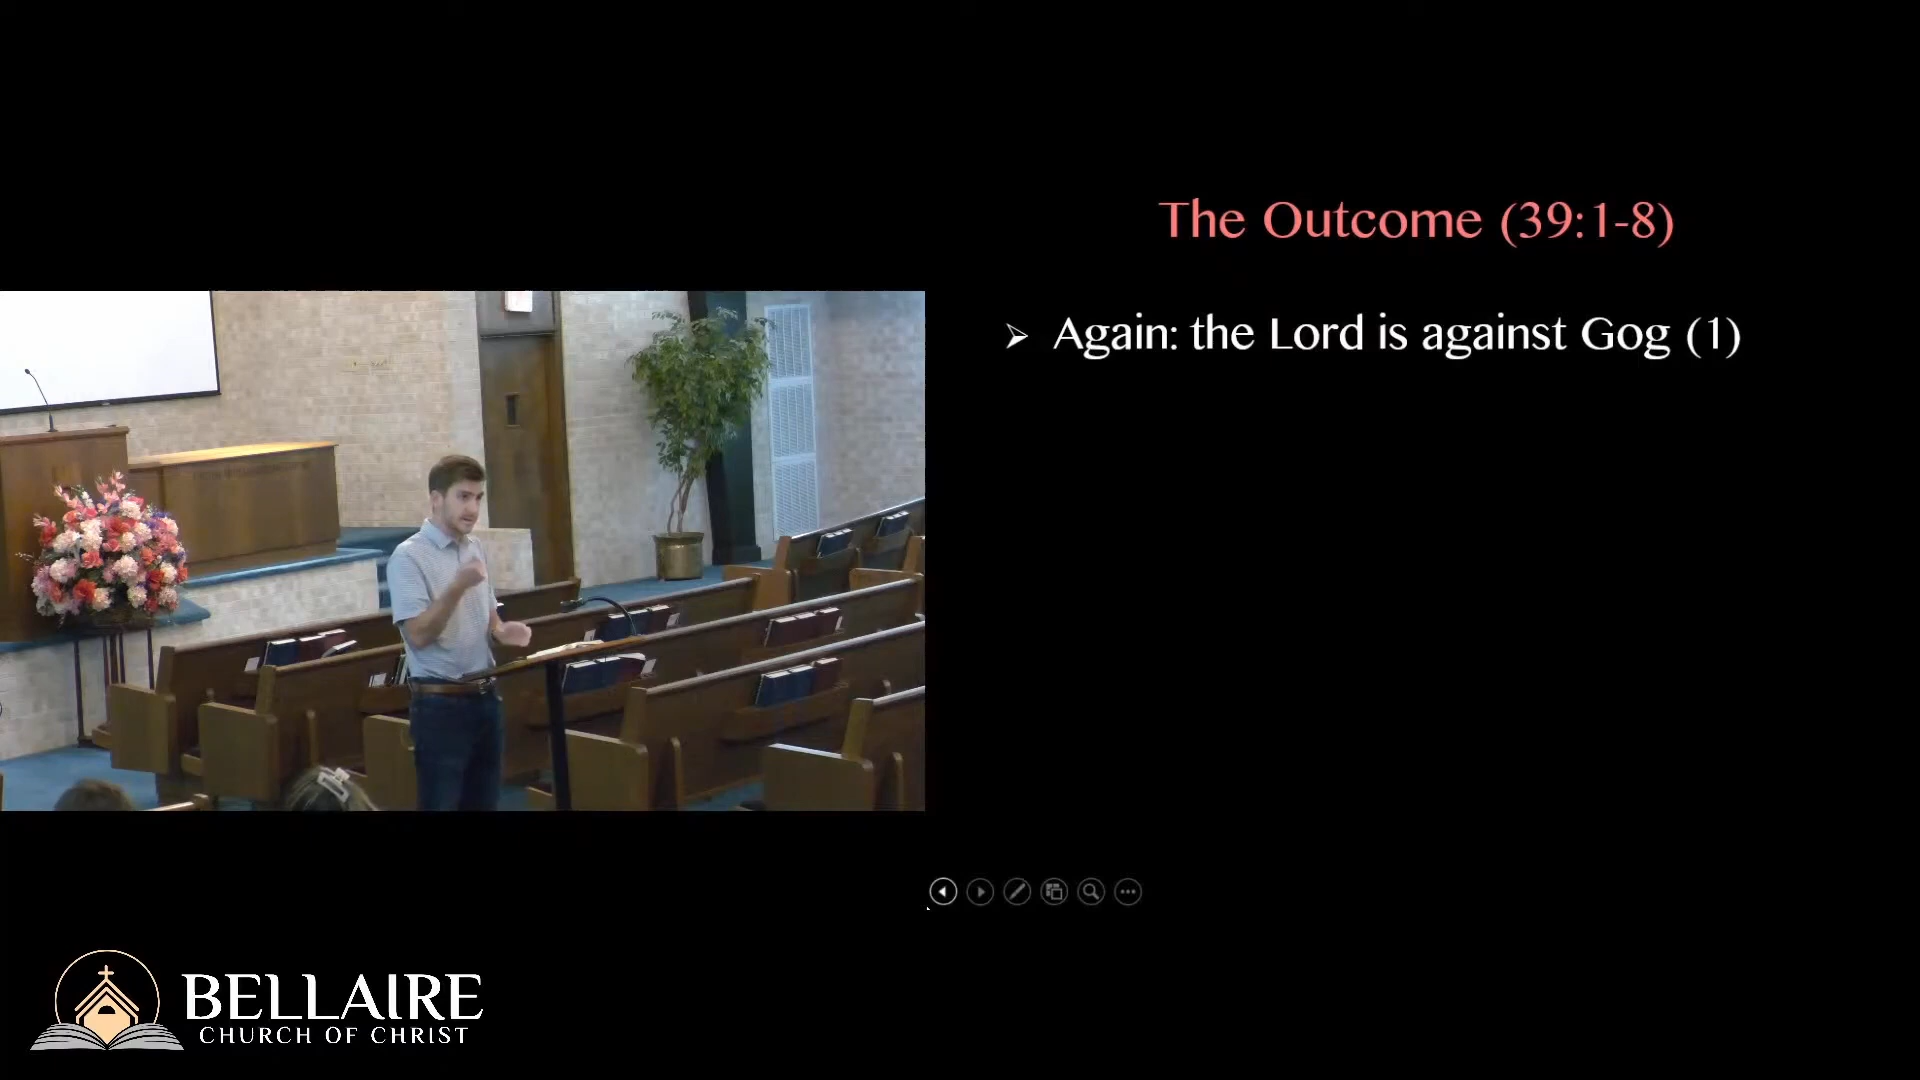 The Outcome (39:1-8)
➢ Again: the Lord is against Gog (1)
BELLAIRE
CHURCH OF CHRIST